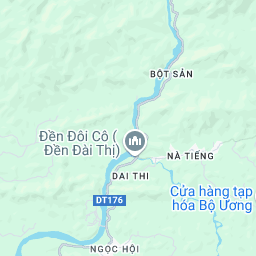 BỘT SẢN
Đền Đôi Cô (
Đền Đài Thị)
NÀ TIẾNG
DAI THI
Cửa hàng tạp
hóa Bộ Ương
DT176
NGỌC HỘI